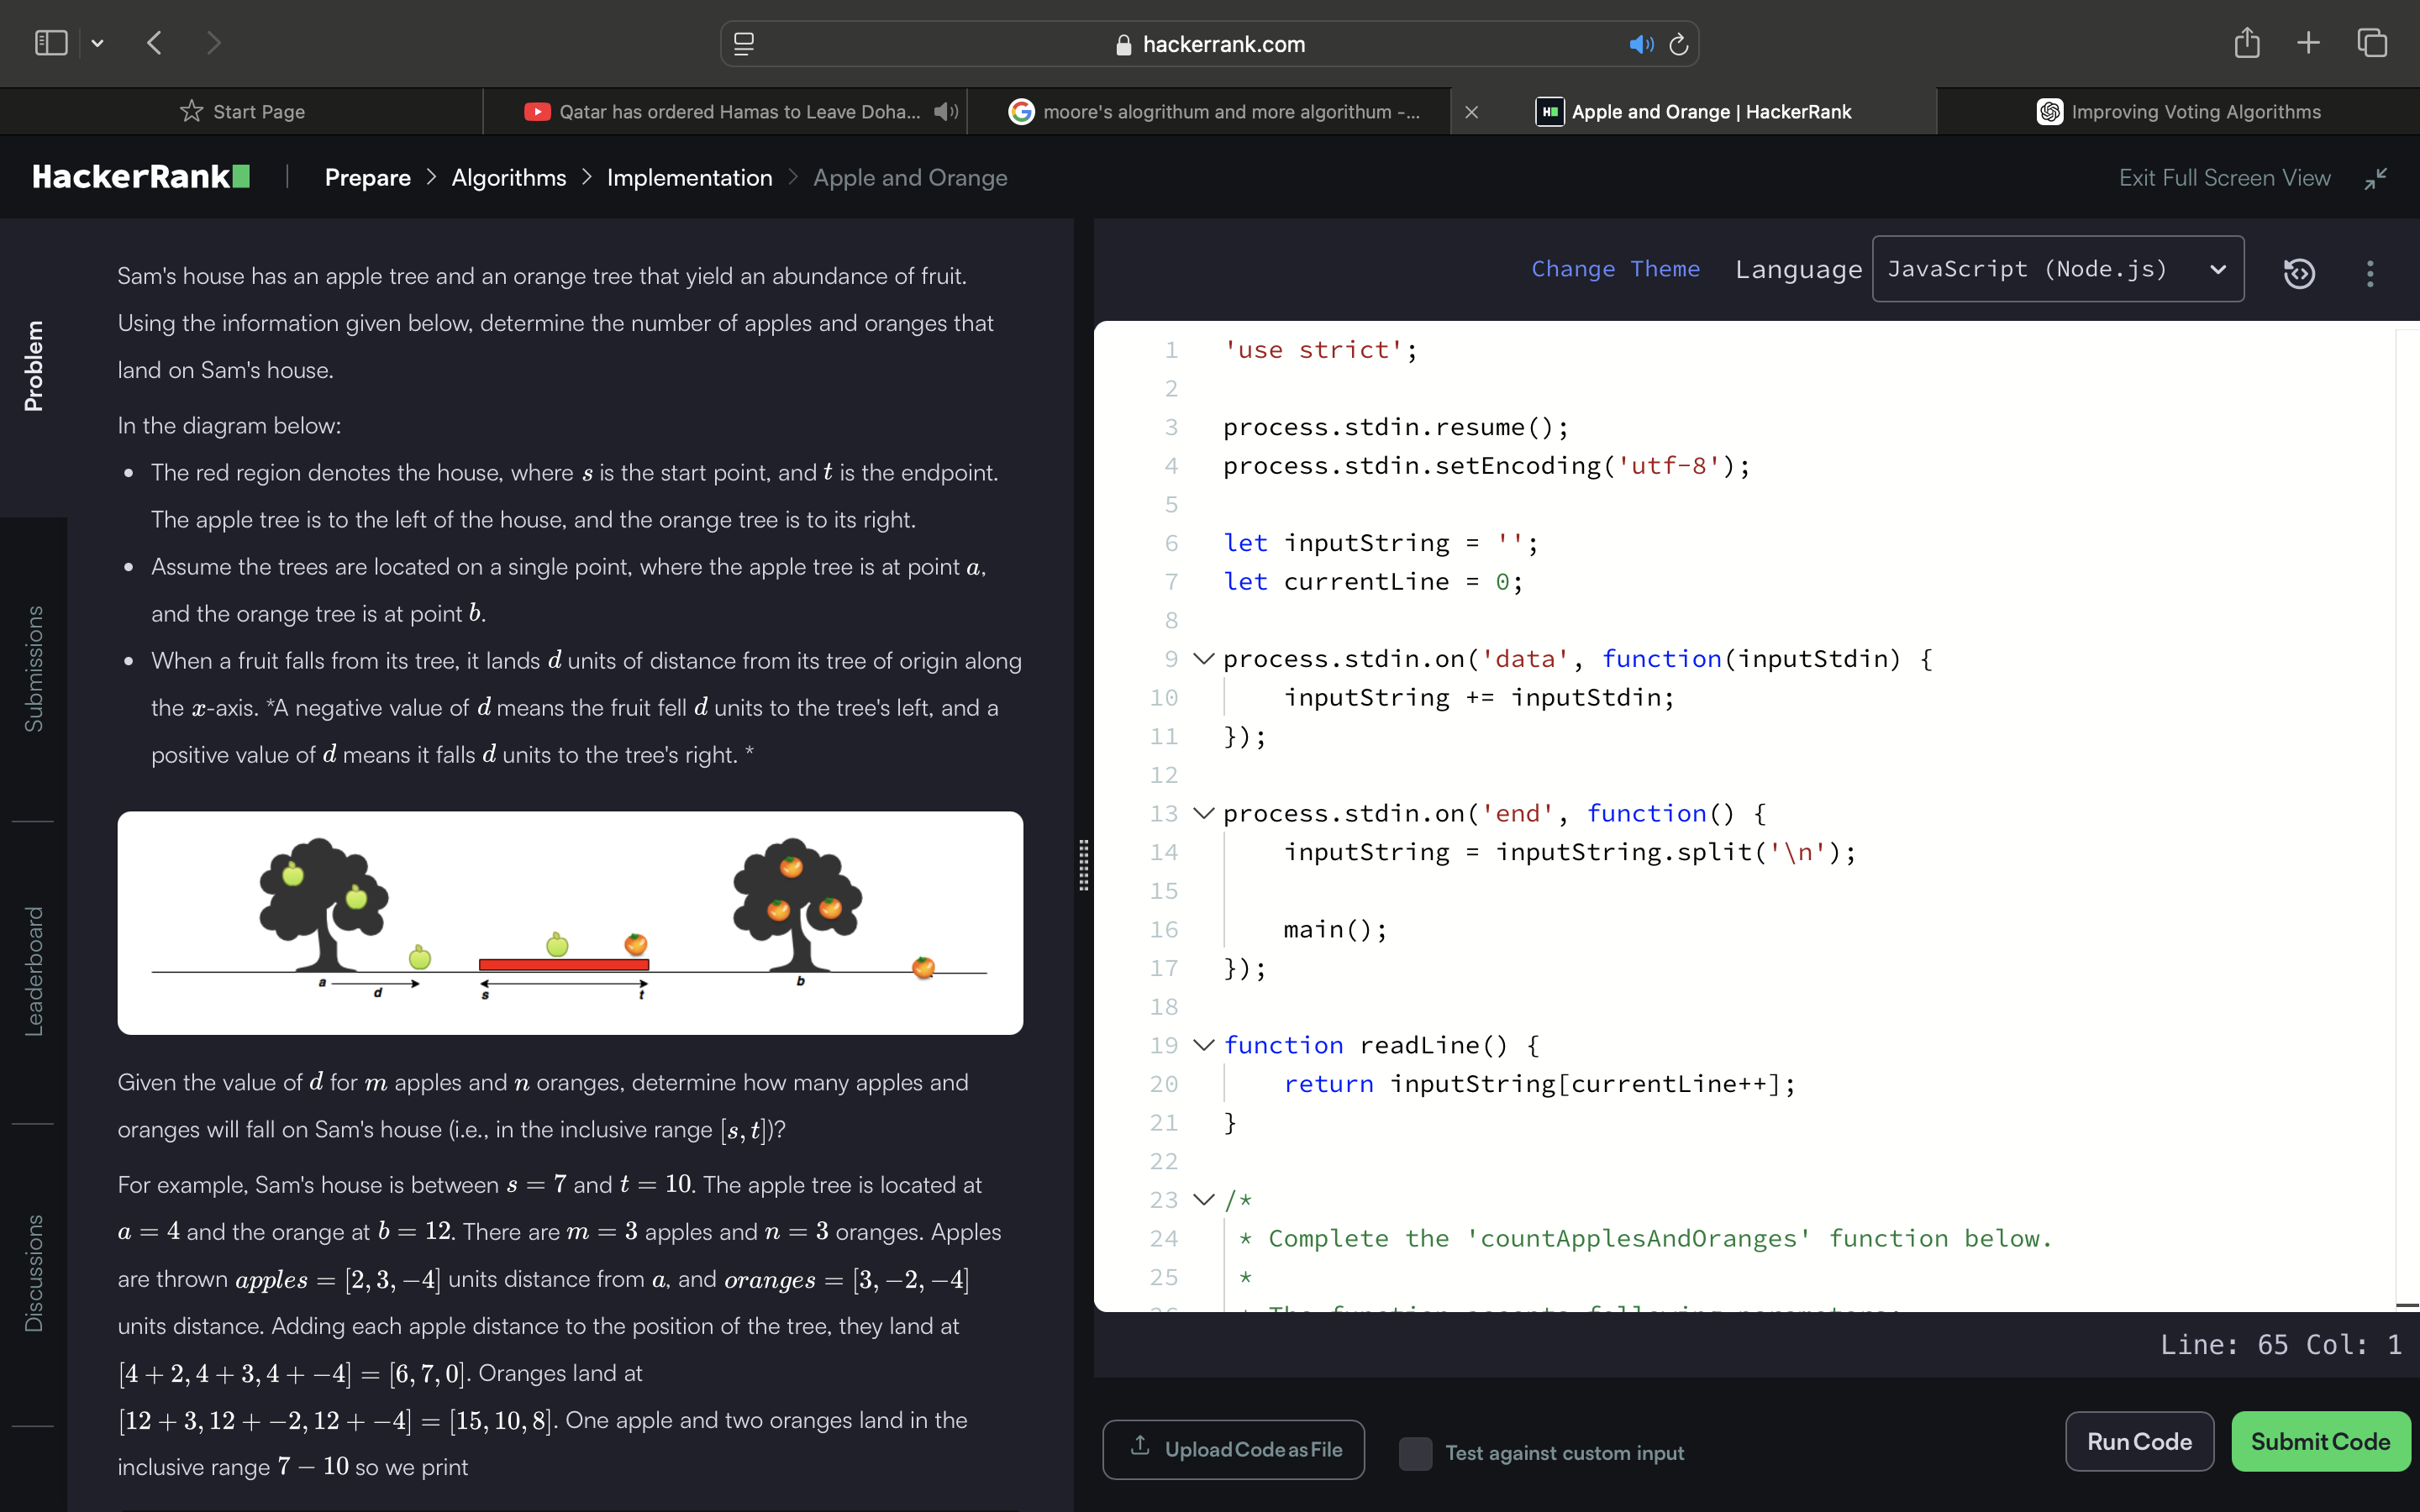 hackerrank.com
Start Page
Qatar has ordered Hamas to Leave Doha...
moore's alogrithum and more algorithum -...
Apple and Orange | HackerRank
Improving Voting Algorithms
HackerRank
Prepare > Algorithms > Implementation > Apple and Orange
Exit Full Screen View
Problem
Submissions
Leaderboard
Discussions
Sam's house has an apple tree and an orange tree that yield an abundance of fruit.
Using the information given below, determine the number of apples and oranges that
land on Sam's house.
In the diagram below:
• The red region denotes the house, where s is the start point, and t is the endpoint.
The apple tree is to the left of the house, and the orange tree is to its right.
• Assume the trees are located on a single point, where the apple tree is at point a,
and the orange tree is at point b.
• When a fruit falls from its tree, it lands d units of distance from its tree of origin along
the x-axis. *A negative value of d means the fruit fell d units to the tree's left, and a
positive value of d means it falls d units to the tree's right. *
a d s t b
Given the value of d for m apples and n oranges, determine how many apples and
oranges will fall on Sam's house (i.e., in the inclusive range [s, t])?
For example, Sam's house is between s = 7 and t = 10. The apple tree is located at
a = 4 and the orange at b = 12. There are m = 3 apples and n = 3 oranges. Apples
are thrown apples = [2, 3, −4] units distance from a, and oranges = [3, −2, −4]
units distance. Adding each apple distance to the position of the tree, they land at
[4 + 2, 4 + 3, 4 + −4] = [6, 7, 0]. Oranges land at
[12 + 3, 12 + −2, 12 + −4] = [15, 10, 8]. One apple and two oranges land in the
inclusive range 7 − 10 so we print
Change Theme
Language
JavaScript (Node.js)
1 'use strict';
2
3 process.stdin.resume();
4 process.stdin.setEncoding('utf-8');
5
6 let inputString = '';
7 let currentLine = 0;
8
9 process.stdin.on('data', function(inputStdin) {
10 inputString += inputStdin;
11 });
12
13 process.stdin.on('end', function() {
14 inputString = inputString.split('\n');
15
16 main();
17 });
18
19 function readLine() {
20 return inputString[currentLine++];
21 }
22
23 /*
24 * Complete the 'countApplesAndOranges' function below.
25 *
Line: 65 Col: 1
Upload Code as File
Test against custom input
Run Code
Submit Code